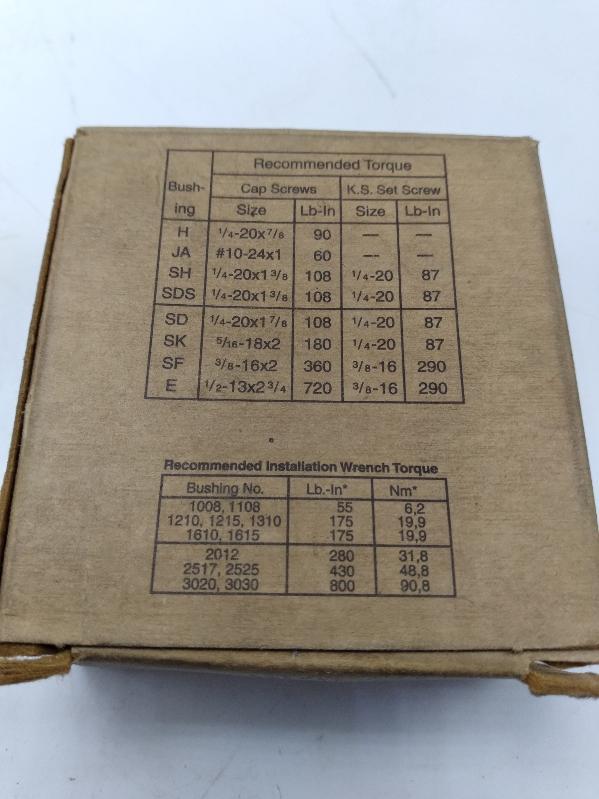 Recommended Torque
Bush-ing Cap Screws K.S. Set Screw
Size Lb-In Size Lb-In
H 1/4-20x7/8 90 — —
JA #10-24x1 60 — —
SH 1/4-20x1 3/8 108 1/4-20 87
SDS 1/4-20x1 3/8 108 1/4-20 87
SD 1/4-20x1 7/8 108 1/4-20 87
SK 5/16-18x2 180 1/4-20 87
SF 3/8-16x2 360 3/8-16 290
E 1/2-13x2 3/4 720 3/8-16 290
Recommended Installation Wrench Torque
Bushing No. Lb.-In* Nm*
1008, 1108 55 6,2
1210, 1215, 1310 175 19,9
1610, 1615 175 19,9
2012 280 31,8
2517, 2525 430 48,8
3020, 3030 800 90,8